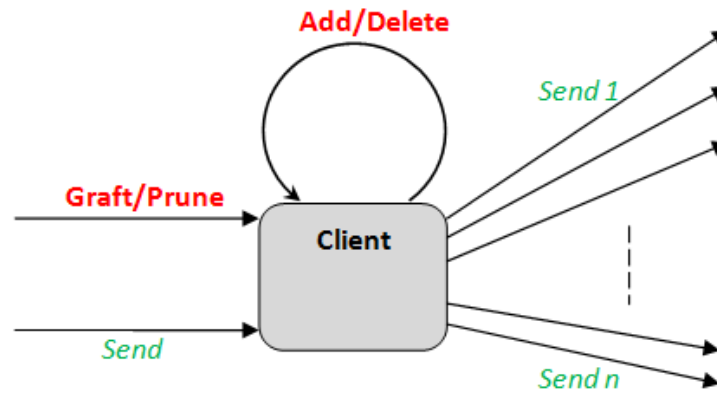 Add/Delete
Send 1
Graft/Prune
Client
Send
Send n